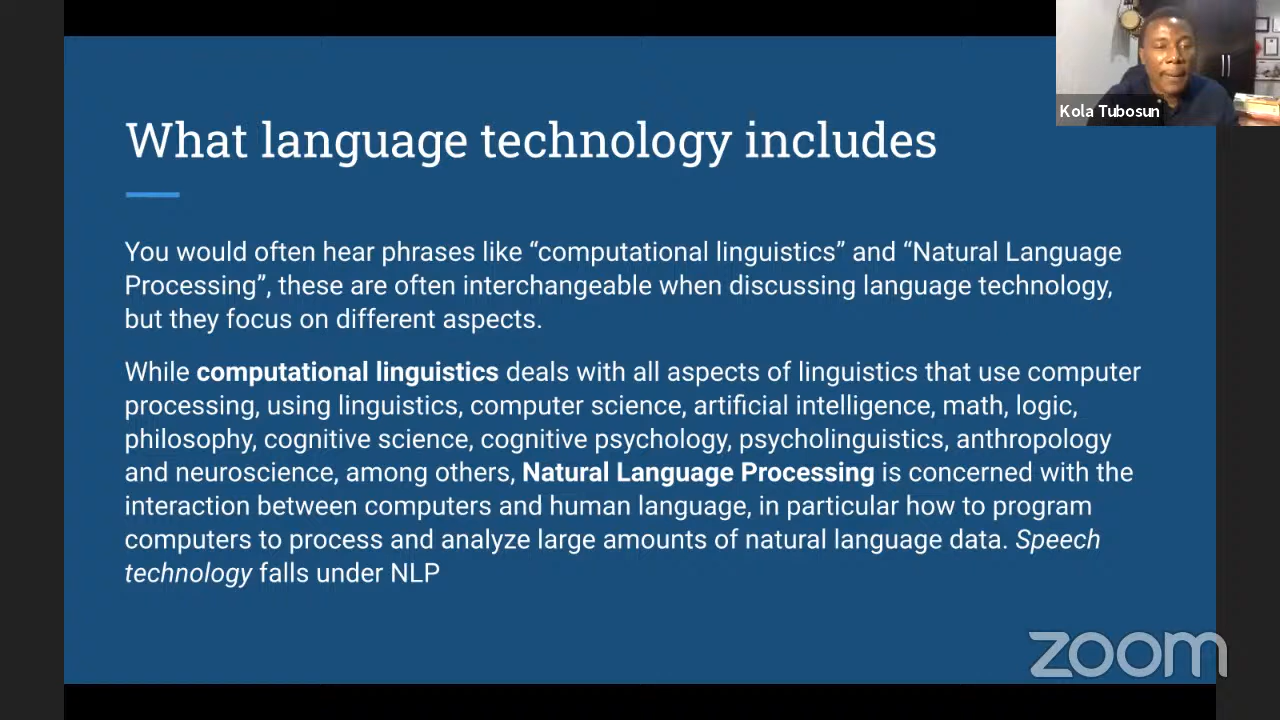 Kola Tubosun
What language technology includes
You would often hear phrases like “computational linguistics” and “Natural Language
Processing”, these are often interchangeable when discussing language technology,
but they focus on different aspects.
While computational linguistics deals with all aspects of linguistics that use computer
processing, using linguistics, computer science, artificial intelligence, math, logic,
philosophy, cognitive science, cognitive psychology, psycholinguistics, anthropology
and neuroscience, among others, Natural Language Processing is concerned with the
interaction between computers and human language, in particular how to program
computers to process and analyze large amounts of natural language data. Speech
technology falls under NLP
zoom